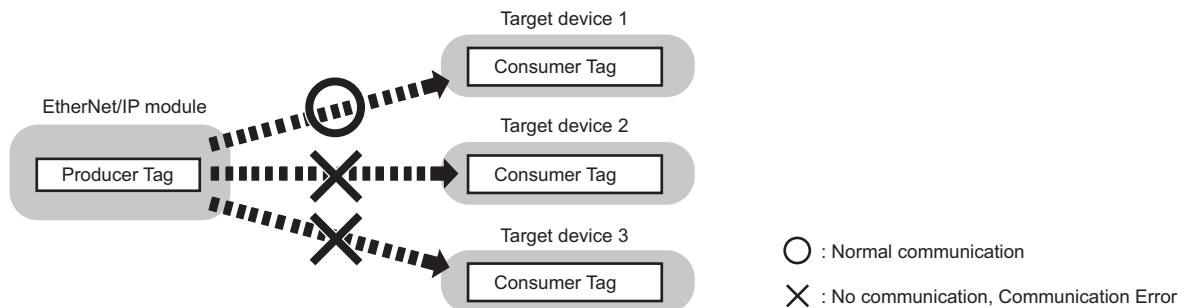 Target device 1
Consumer Tag
EtherNet/IP module
Producer Tag
Target device 2
Consumer Tag
Target device 3
Consumer Tag
: Normal communication
: No communication, Communication Error